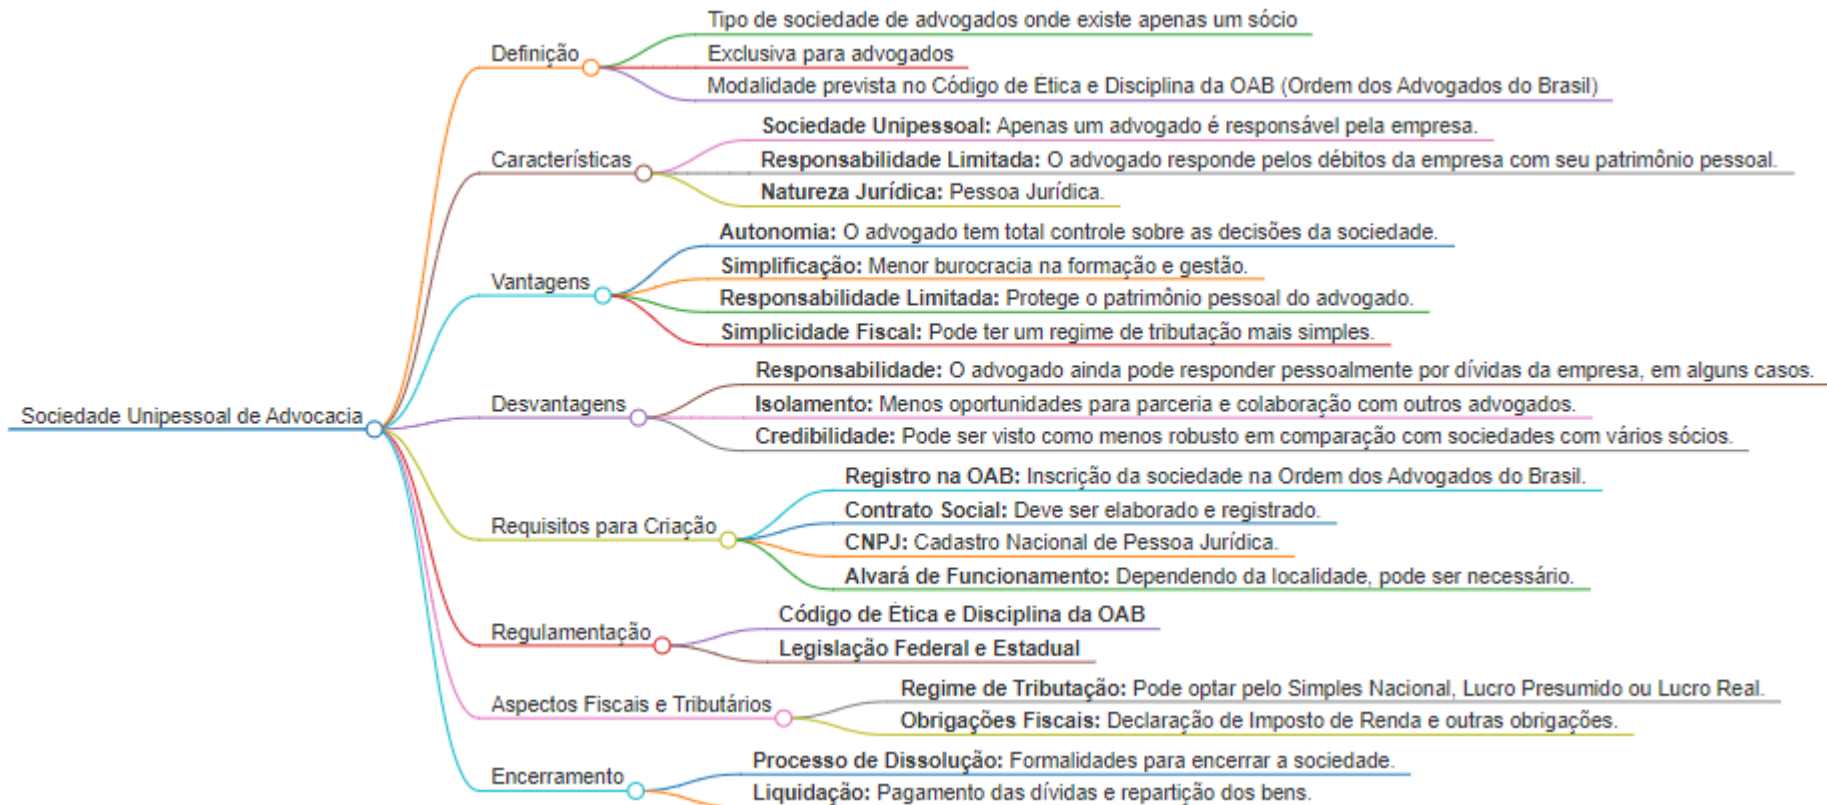 Sociedade Unipessoal de Advocacia
Definição
Tipo de sociedade de advogados onde existe apenas um sócio
Exclusiva para advogados
Modalidade prevista no Código de Ética e Disciplina da OAB (Ordem dos Advogados do Brasil)
Características
Sociedade Unipessoal: Apenas um advogado é responsável pela empresa.
Responsabilidade Limitada: O advogado responde pelos débitos da empresa com seu patrimônio pessoal.
Natureza Jurídica: Pessoa Jurídica.
Vantagens
Autonomia: O advogado tem total controle sobre as decisões da sociedade.
Simplificação: Menor burocracia na formação e gestão.
Responsabilidade Limitada: Protege o patrimônio pessoal do advogado.
Simplicidade Fiscal: Pode ter um regime de tributação mais simples.
Desvantagens
Responsabilidade: O advogado ainda pode responder pessoalmente por dívidas da empresa, em alguns casos.
Isolamento: Menos oportunidades para parceria e colaboração com outros advogados.
Credibilidade: Pode ser visto como menos robusto em comparação com sociedades com vários sócios.
Requisitos para Criação
Registro na OAB: Inscrição da sociedade na Ordem dos Advogados do Brasil.
Contrato Social: Deve ser elaborado e registrado.
CNPJ: Cadastro Nacional de Pessoa Jurídica.
Alvará de Funcionamento: Dependendo da localidade, pode ser necessário.
Regulamentação
Código de Ética e Disciplina da OAB
Legislação Federal e Estadual
Aspectos Fiscais e Tributários
Regime de Tributação: Pode optar pelo Simples Nacional, Lucro Presumido ou Lucro Real.
Obrigações Fiscais: Declaração de Imposto de Renda e outras obrigações.
Encerramento
Processo de Dissolução: Formalidades para encerrar a sociedade.
Liquidação: Pagamento das dívidas e repartição dos bens.